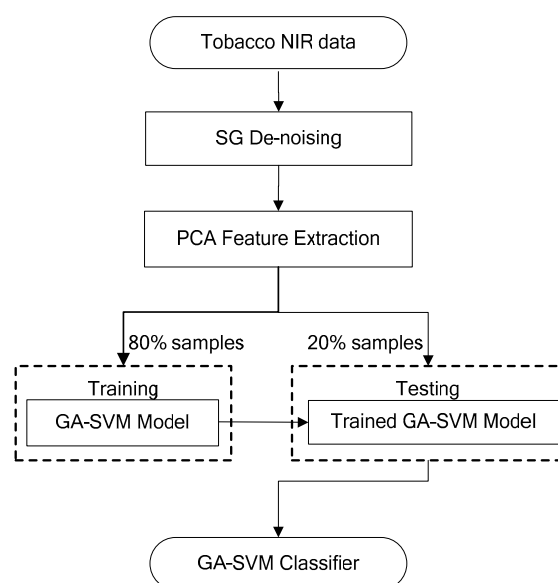 Tobacco NIR data
SG De-noising
PCA Feature Extraction
80% samples
20% samples
Training
GA-SVM Model
Testing
Trained GA-SVM Model
GA-SVM Classifier